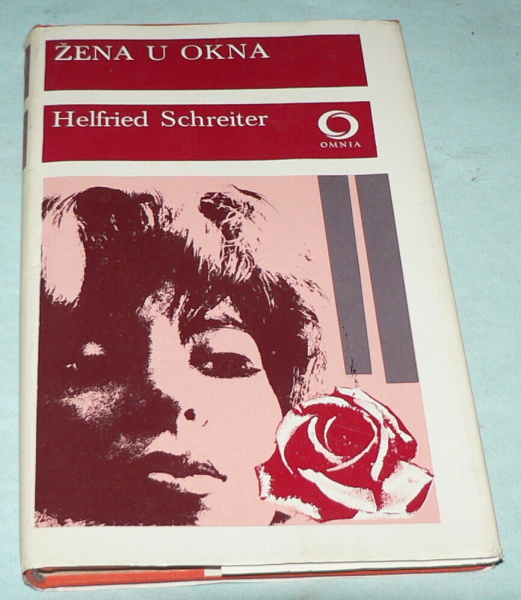 ŽENA U OKNA
Helfried Schreiter
OMNIA